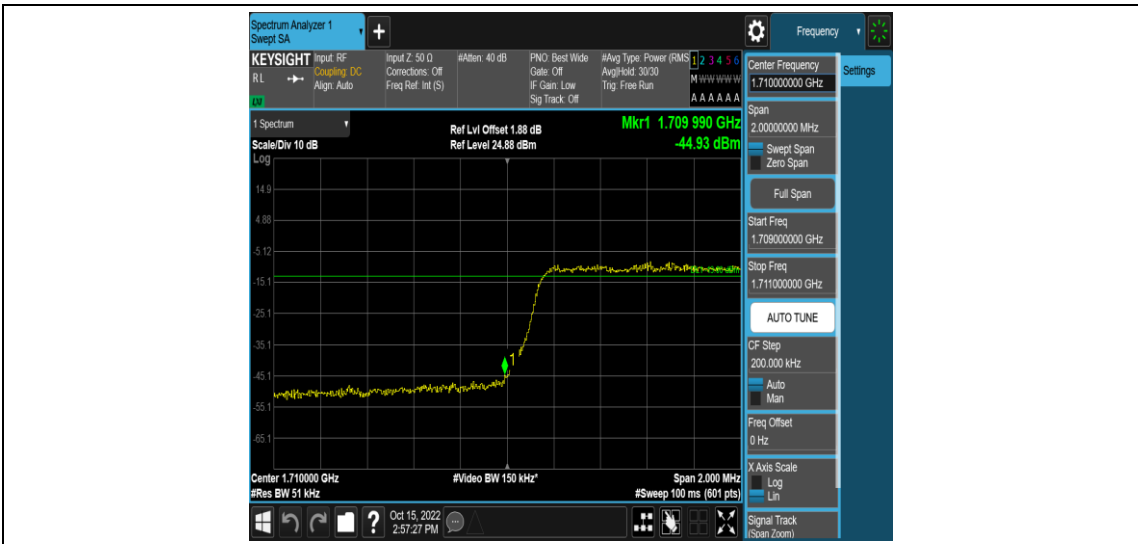 Spectrum Analyzer 1
Swept SA
+
Frequency
KEYSIGHT
RL
LXI
Input: RF
Coupling: DC
Align: Auto
Input Z: 50 Ω
Corrections: Off
Freq Ref: Int (S)
#Atten: 40 dB
PNO: Best Wide
Gate: Off
IF Gain: Low
Sig Track: Off
#Avg Type: Power (RMS
Avg|Hold: 30/30
Trig: Free Run
1 2 3 4 5 6
M W W W W W
A A A A A A
1 Spectrum
Scale/Div 10 dB
Log
Ref Lvl Offset 1.88 dB
Ref Level 24.88 dBm
Mkr1 1.709 990 GHz
-44.93 dBm
14.9
4.88
-5.12
-15.1
-25.1
-35.1
-45.1
-55.1
-65.1
1
Center 1.710000 GHz
#Res BW 51 kHz
#Video BW 150 kHz*
Span 2.000 MHz
#Sweep 100 ms (601 pts)
?
Oct 15, 2022
2:57:27 PM
Center Frequency
1.710000000 GHz
Settings
Span
2.00000000 MHz
Swept Span
Zero Span
Full Span
Start Freq
1.709000000 GHz
Stop Freq
1.711000000 GHz
AUTO TUNE
CF Step
200.000 kHz
Auto
Man
Freq Offset
0 Hz
X Axis Scale
Log
Lin
Signal Track
(Span Zoom)